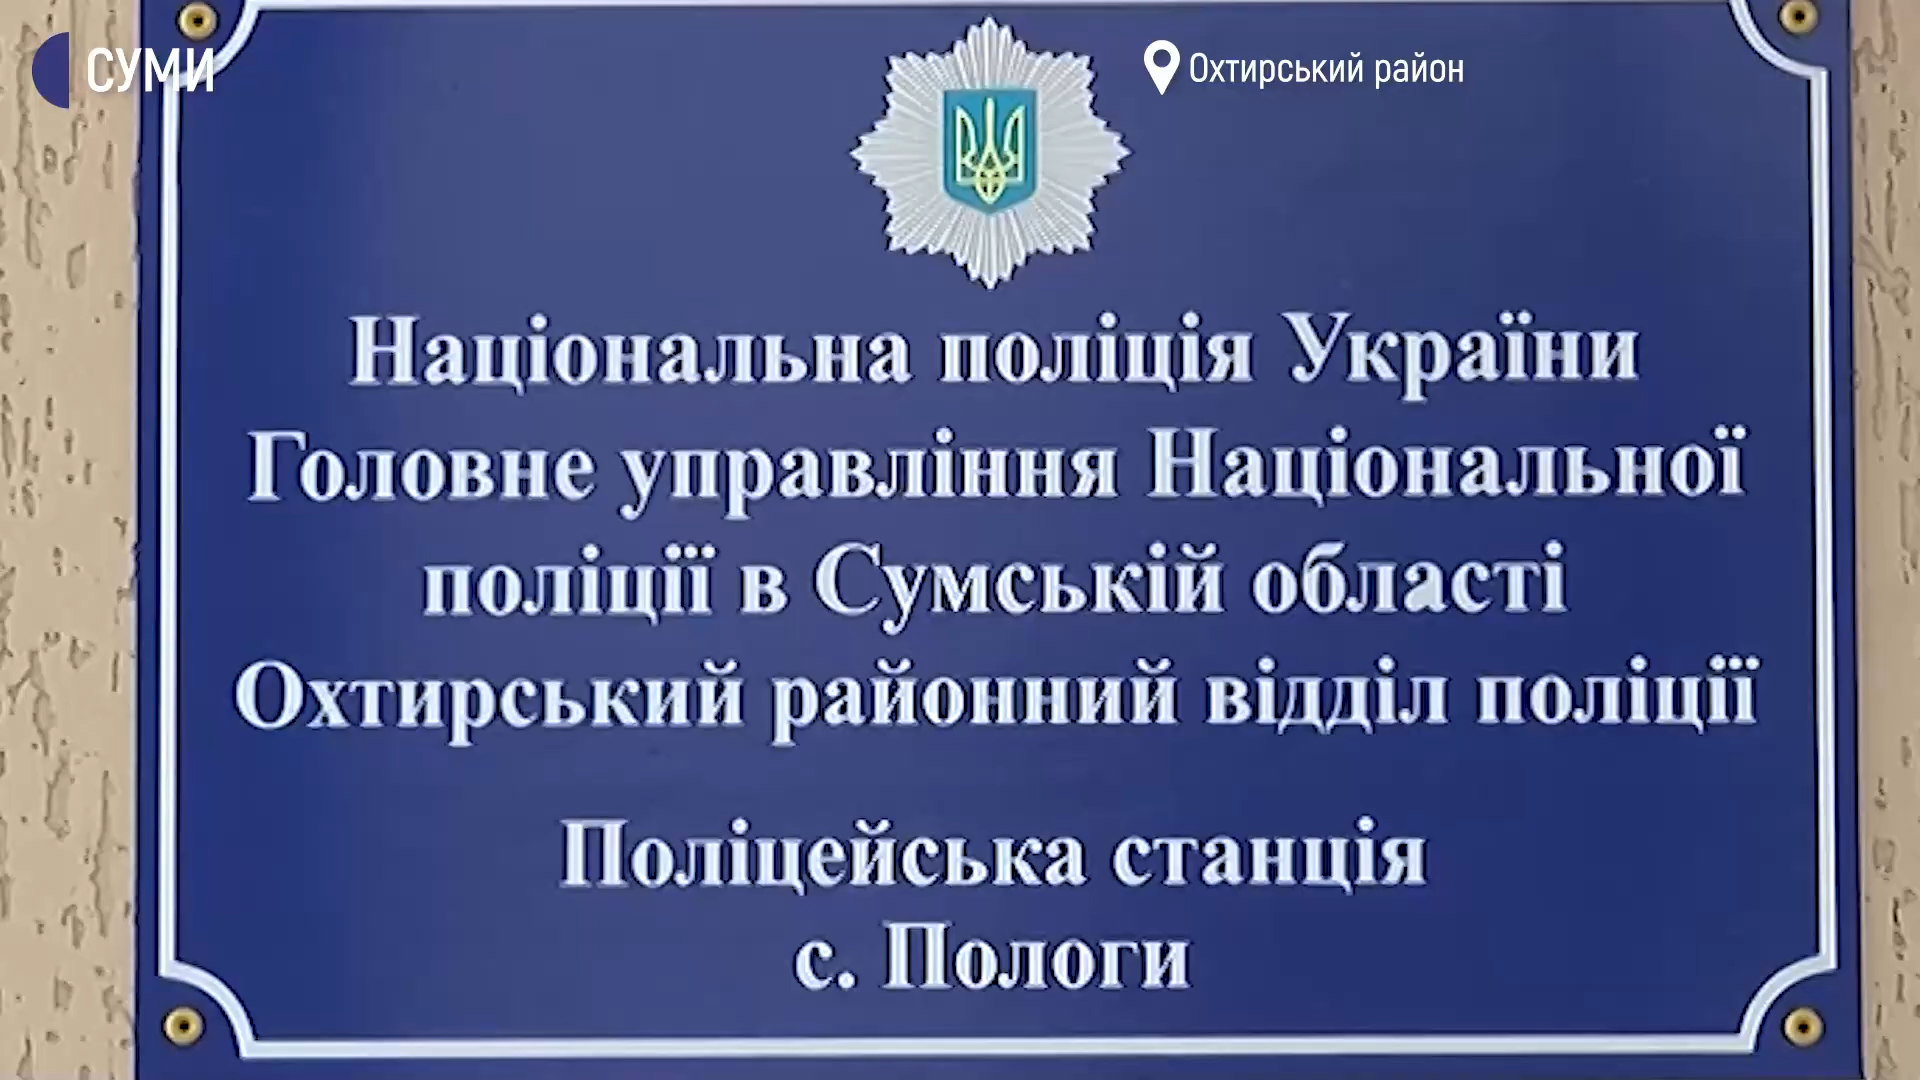 СУМИ
Охтирський район
Національна поліція України
Головне управління Національної
поліції в Сумській області
Охтирський районний відділ поліції
Поліцейська станція
с. Пологи